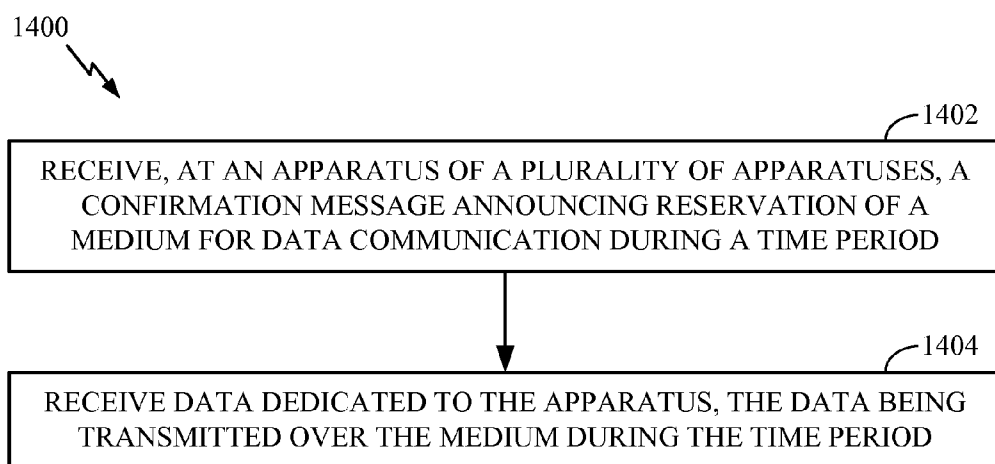 1400
1402
RECEIVE, AT AN APPARATUS OF A PLURALITY OF APPARATUSES, A
CONFIRMATION MESSAGE ANNOUNCING RESERVATION OF A
MEDIUM FOR DATA COMMUNICATION DURING A TIME PERIOD
1404
RECEIVE DATA DEDICATED TO THE APPARATUS, THE DATA BEING
TRANSMITTED OVER THE MEDIUM DURING THE TIME PERIOD